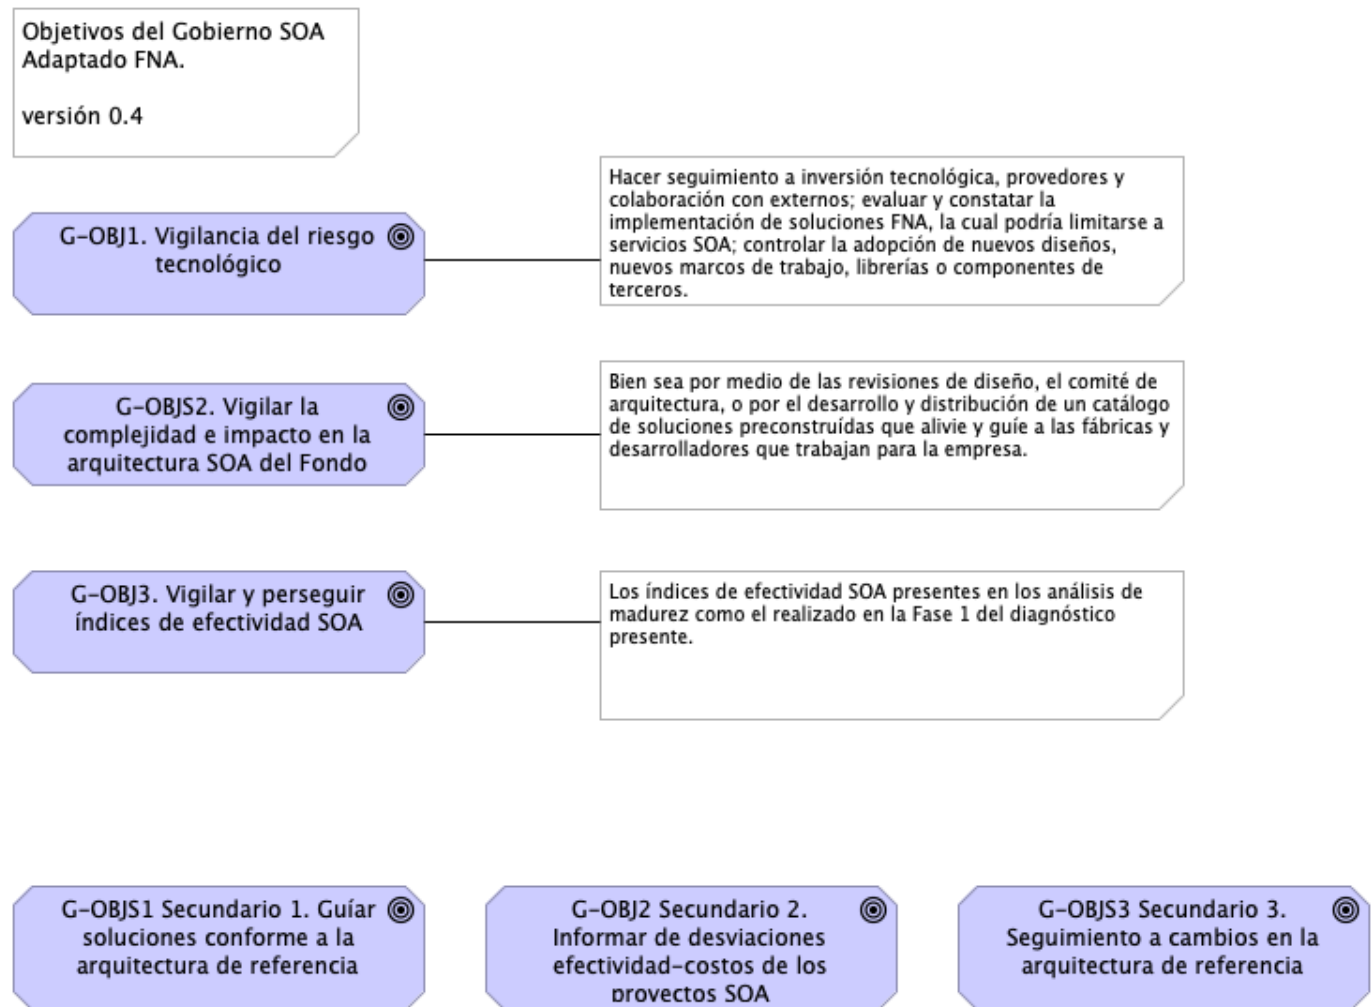 Objetivos del Gobierno SOA
Adaptado FNA.
versión 0.4
G-OBJ1. Vigilancia del riesgo
tecnológico
Hacer seguimiento a inversión tecnológica, provedores y
colaboración con externos; evaluar y constatar la
implementación de soluciones FNA, la cual podría limitarse a
servicios SOA; controlar la adopción de nuevos diseños,
nuevos marcos de trabajo, librerías o componentes de
terceros.
G-OBJS2. Vigilar la
complejidad e impacto en la
arquitectura SOA del Fondo
Bien sea por medio de las revisiones de diseño, el comité de
arquitectura, o por el desarrollo y distribución de un catálogo
de soluciones preconstruídas que alivie y guíe a las fábricas y
desarrolladores que trabajan para la empresa.
G-OBJ3. Vigilar y perseguir
índices de efectividad SOA
Los índices de efectividad SOA presentes en los análisis de
madurez como el realizado en la Fase 1 del diagnóstico
presente.
G-OBJS1 Secundario 1. Guíar
soluciones conforme a la
arquitectura de referencia
G-OBJ2 Secundario 2.
Informar de desviaciones
efectividad-costos de los
proyectos SOA
G-OBJS3 Secundario 3.
Seguimiento a cambios en la
arquitectura de referencia